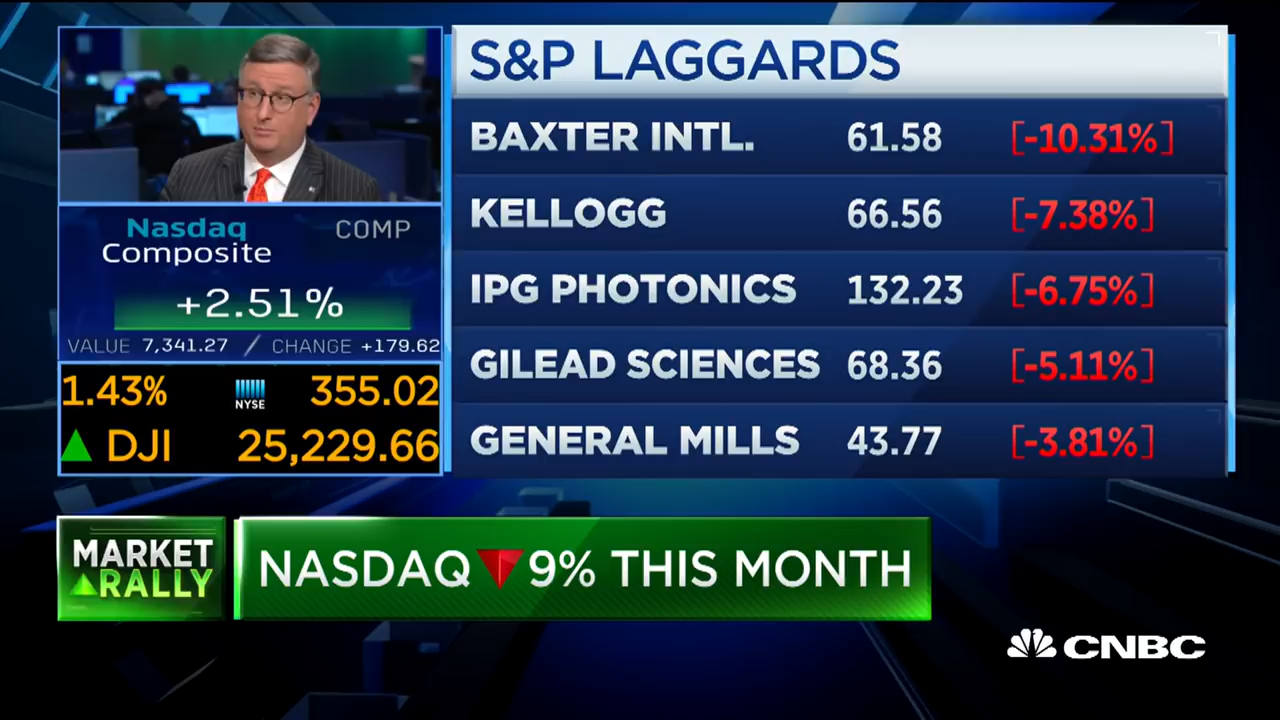 S&P LAGGARDS
BAXTER INTL. 61.58 [-10.31%]
KELLOGG 66.56 [-7.38%]
IPG PHOTONICS 132.23 [-6.75%]
GILEAD SCIENCES 68.36 [-5.11%]
GENERAL MILLS 43.77 [-3.81%]
Nasdaq COMP
Composite
+2.51%
VALUE 7,341.27 / CHANGE +179.62
1.43% NYSE 355.02
▲ DJI 25,229.66
MARKET
▲RALLY
NASDAQ ▼ 9% THIS MONTH
CNBC